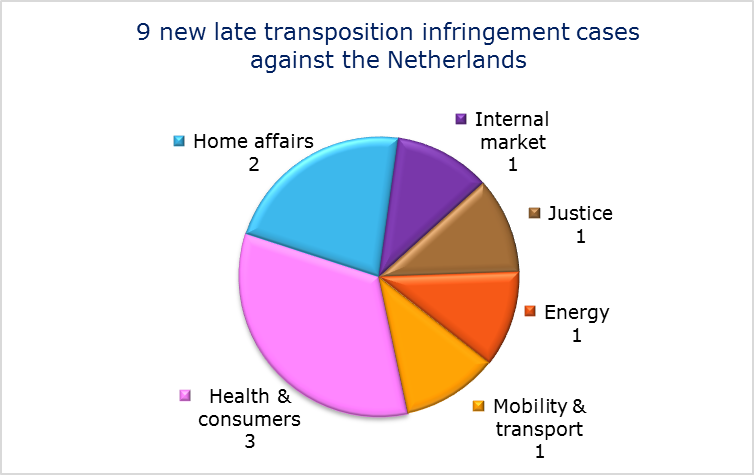 9 new late transposition infringement cases
against the Netherlands
Home affairs
2
Internal
market
1
Justice
1
Energy
1
Mobility &
transport
1
Health &
consumers
3